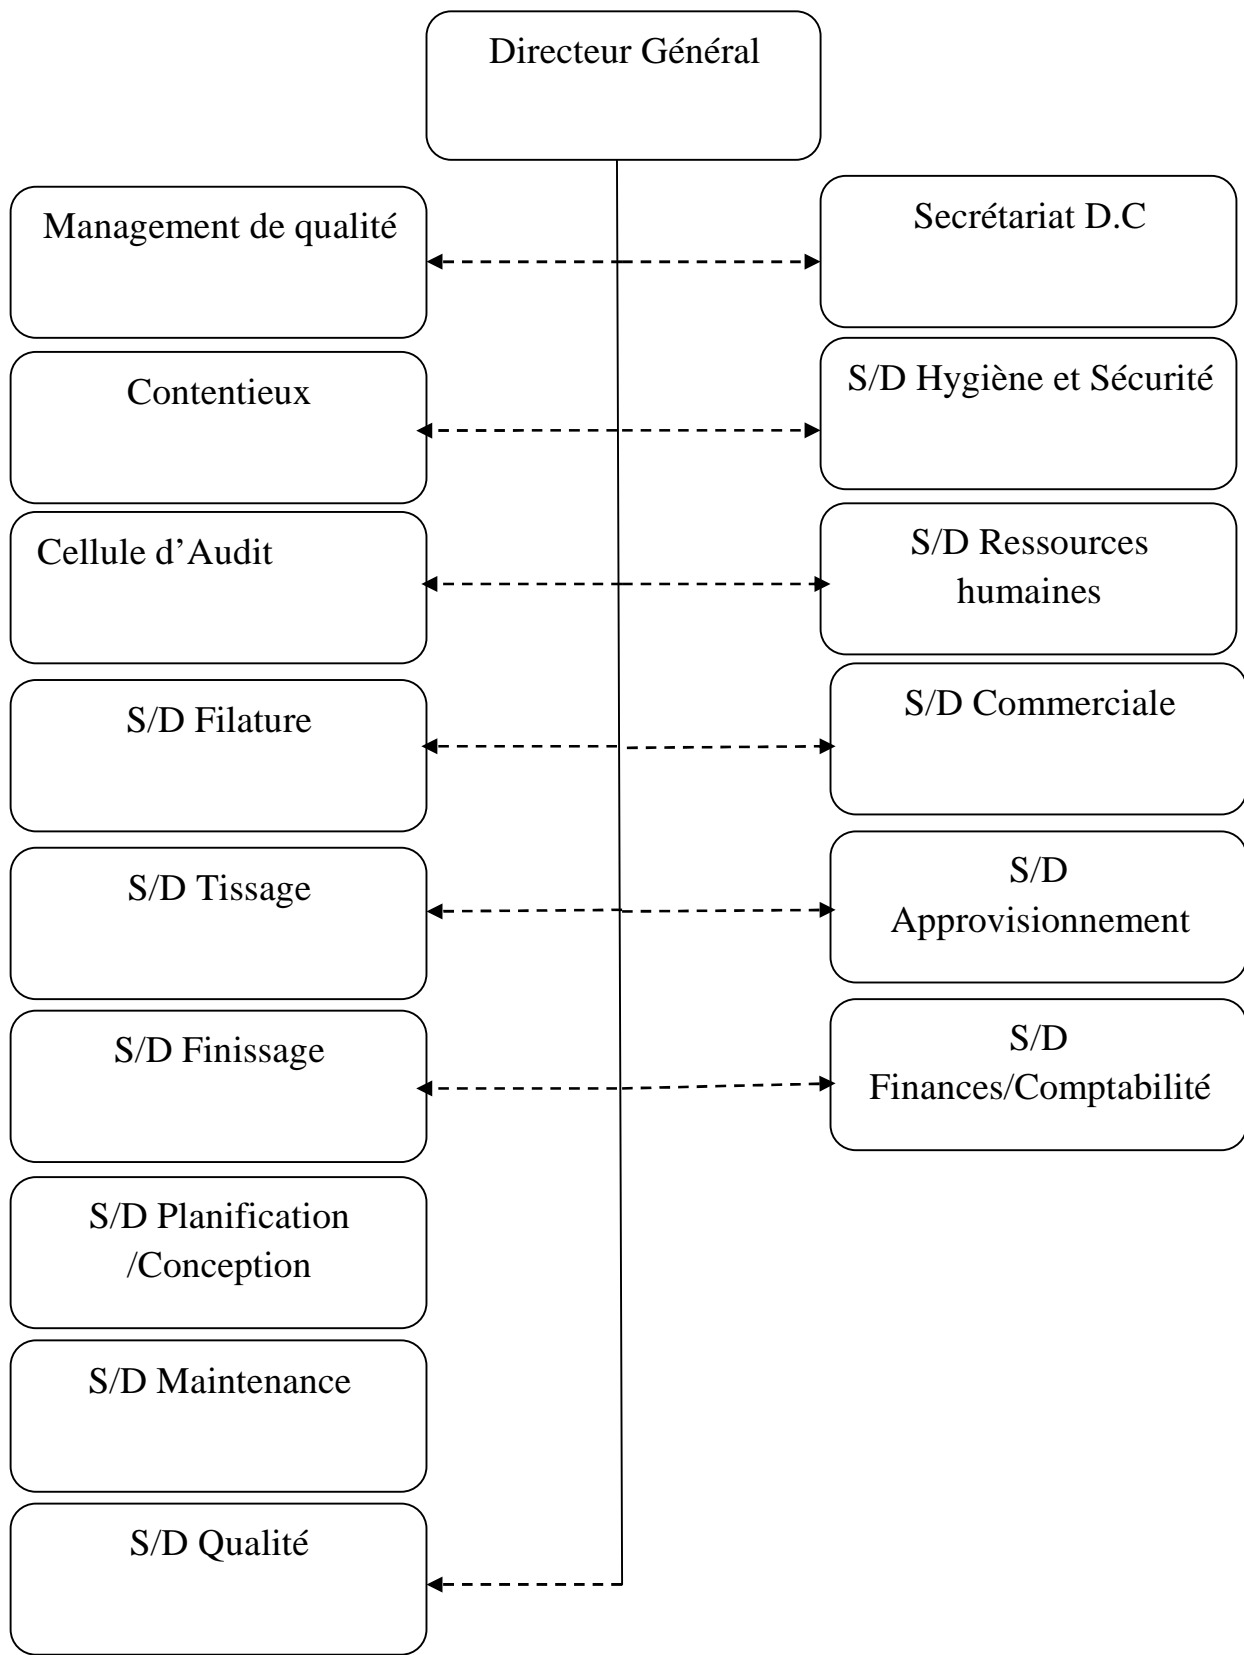 Directeur Général
Management de qualité
Secrétariat D.C
Contentieux
S/D Hygiène et Sécurité
Cellule d’Audit
S/D Ressources
humaines
S/D Filature
S/D Commerciale
S/D Tissage
S/D
Approvisionnement
S/D Finissage
S/D
Finances/Comptabilité
S/D Planification
/Conception
S/D Maintenance
S/D Qualité